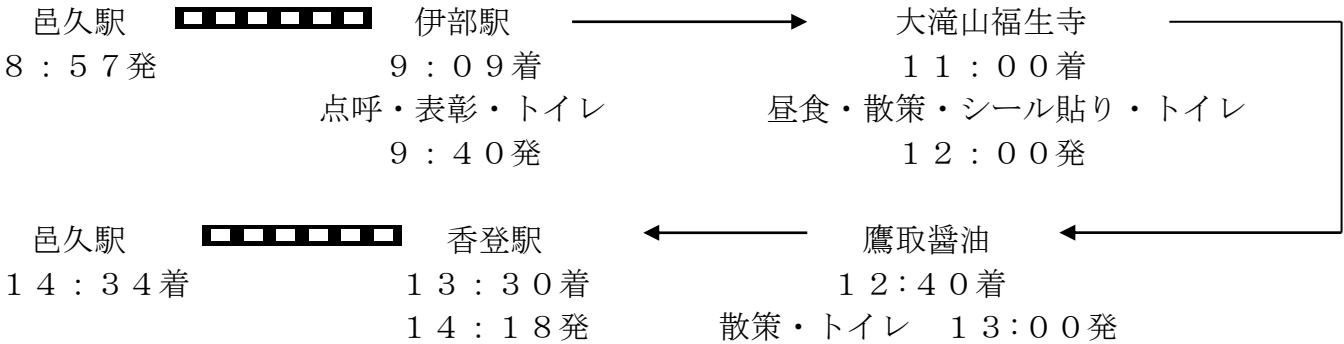 邑久駅 伊部駅 大滝山福生寺
８：５７発 ９：０９着 １１：００着
点呼・表彰・トイレ 昼食・散策・シール貼り・トイレ
９：４０発 １２：００発
邑久駅 香登駅 鷹取醤油
１４：３４着 １３：３０着 １２：４０着
１４：１８発 散策・トイレ　１３：００発